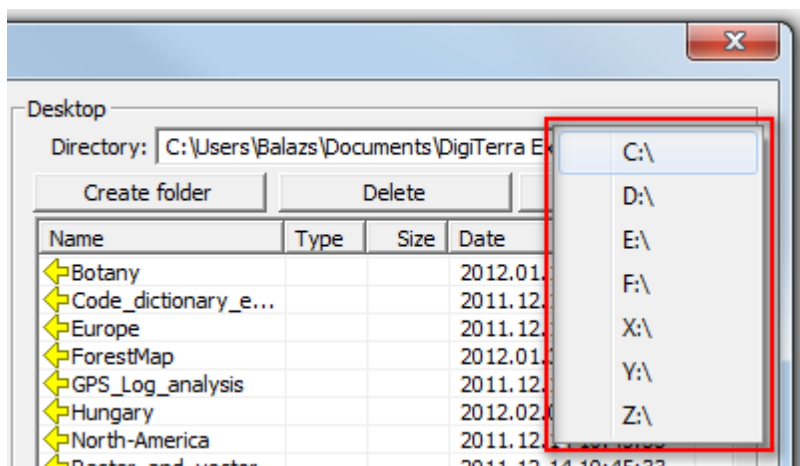 Desktop
Directory: C:\Users\Balazs\Documents\DigiTerra Ex
C:\
Create folder Delete
D:\
Name Type Size Date
E:\
Botany 2012.01.
F:\
Code_dictionary_e... 2011.12.
Europe 2011.12.
X:\
ForestMap 2012.01.
Y:\
GPS_Log_analysis 2011.12.
Hungary 2012.02.
Z:\
North-America 2011.12.